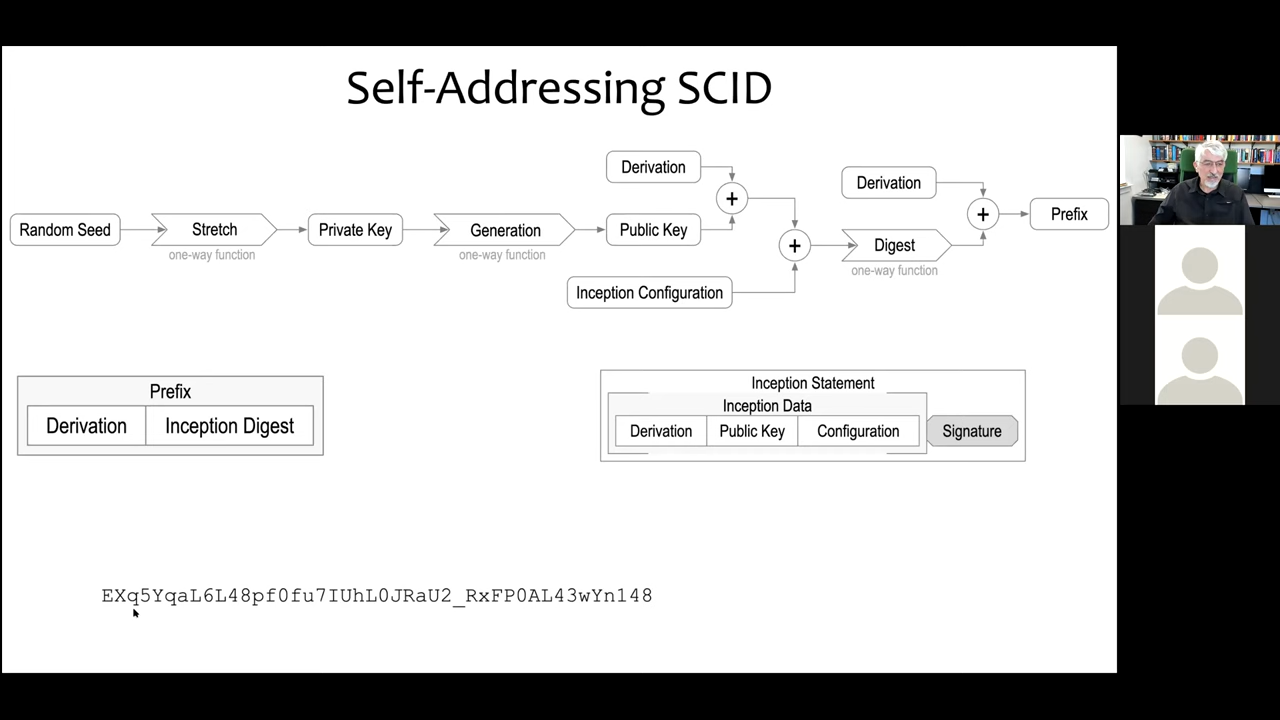 Self-Addressing SCID
Derivation
Derivation
+
Random Seed
Stretch
Private Key
Generation
Public Key
+
Digest
+
Prefix
one-way function
one-way function
one-way function
Inception Configuration
Prefix
Derivation
Inception Digest
Inception Statement
Inception Data
Derivation
Public Key
Configuration
Signature
EXq5YqaL6L48pf0fu7IUhL0JRaU2_RxFP0AL43wYn148